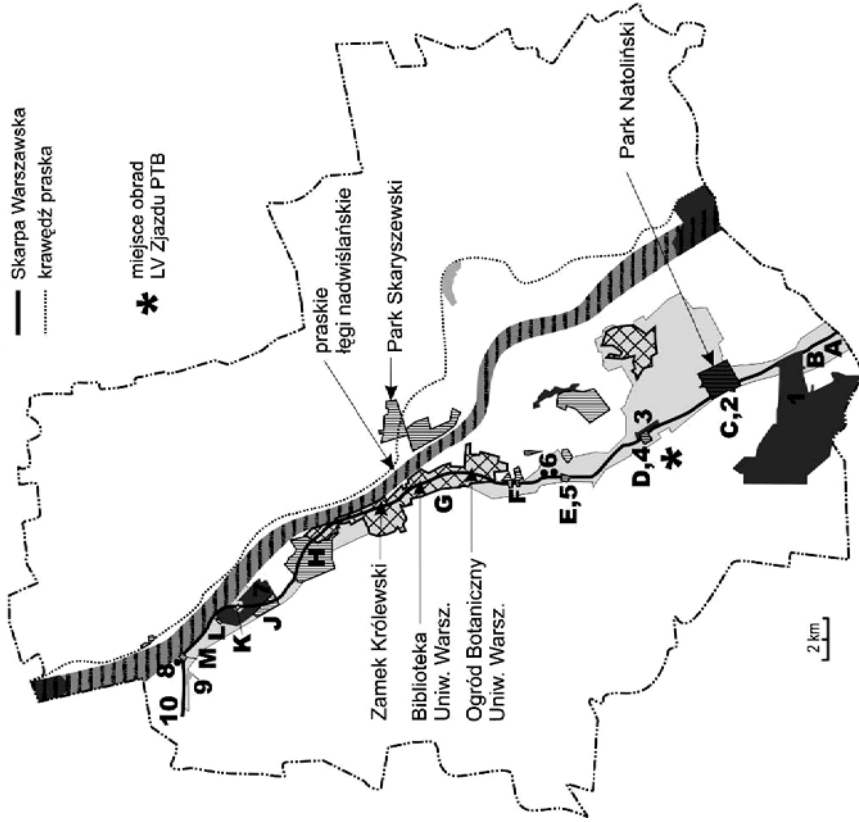 Skarpa Warszawska
krawędź praska
miejsce obrad
LV Zjazdu PTB
praskie
łęgi nadwiślańskie
Park Skaryszewski
Park Natoliński
Zamek Królewski
Biblioteka
Uniw. Warsz.
Ogród Botaniczny
Uniw. Warsz.
10
9
8
M
L
K
7
J
H
G
F
6
E,5
D,4
3
C,2
1
B
A
2 km